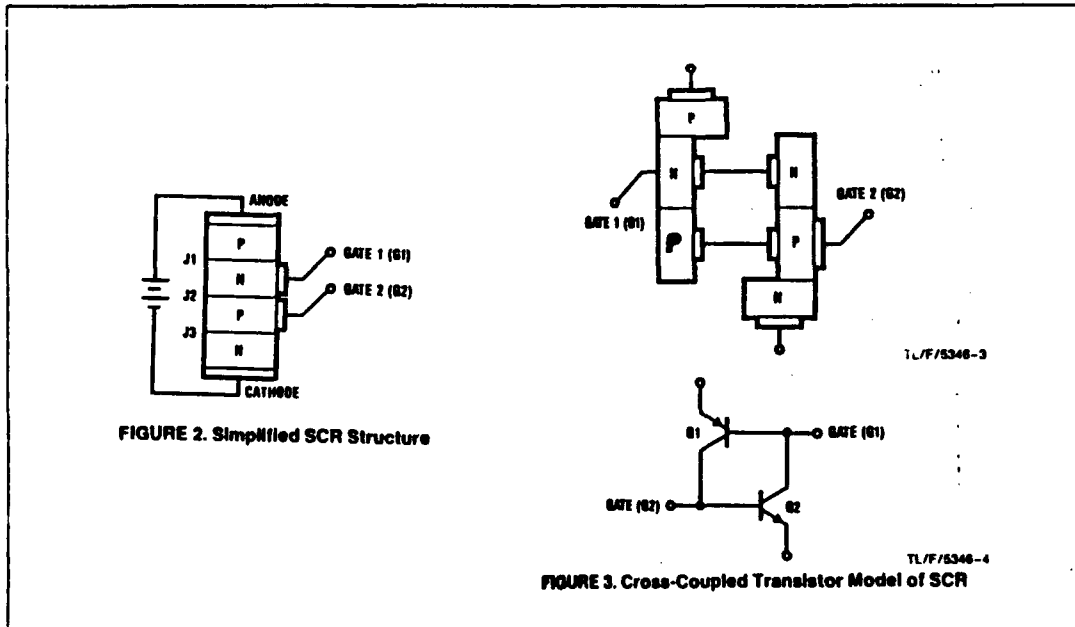 ANODE
P
J1
GATE 1 (G1)
N
J2
GATE 2 (G2)
P
J3
N
CATHODE
FIGURE 2. Simplified SCR Structure
P
N
N
GATE 1 (G1)
GATE 2 (G2)
P
P
N
TL/F/5346-3
Q1
GATE (G1)
GATE (G2)
Q2
TL/F/5346-4
FIGURE 3. Cross-Coupled Transistor Model of SCR